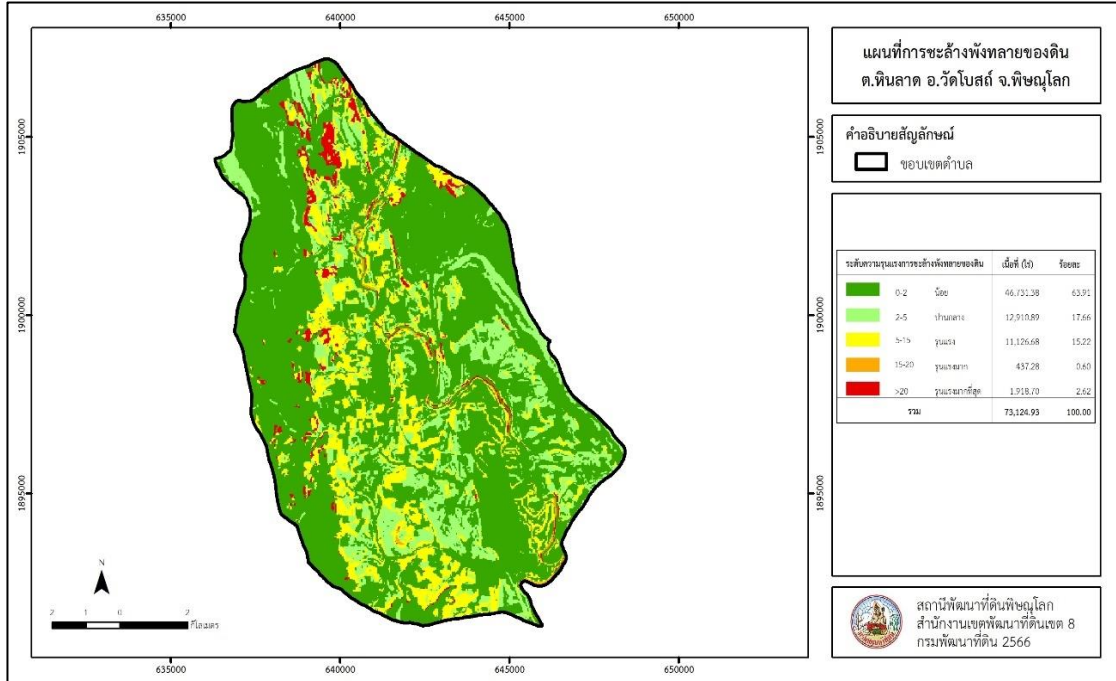 635000 640000 645000 650000
แผนที่การชะล้างพังทลายของดิน
ต.หินลาด อ.วัดโบสถ์ จ.พิษณุโลก
คำอธิบายสัญลักษณ์
ขอบเขตตำบล
1905000
1900000
1895000
1905000
1900000
1895000
ระดับความรุนแรงการชะล้างพังทลายของดิน เนื้อที่ (ไร่) ร้อยละ
0-2 น้อย 46,731.38 63.91
2-5 ปานกลาง 12,910.89 17.66
5-15 รุนแรง 11,126.68 15.22
15-20 รุนแรงมาก 437.28 0.60
>20 รุนแรงมากที่สุด 1,918.70 2.62
รวม 73,124.93 100.00
N
2 1 0 2
กิโลเมตร
635000 640000 645000 650000
สถานีพัฒนาที่ดินพิษณุโลก
สำนักงานเขตพัฒนาที่ดินเขต 8
กรมพัฒนาที่ดิน 2566